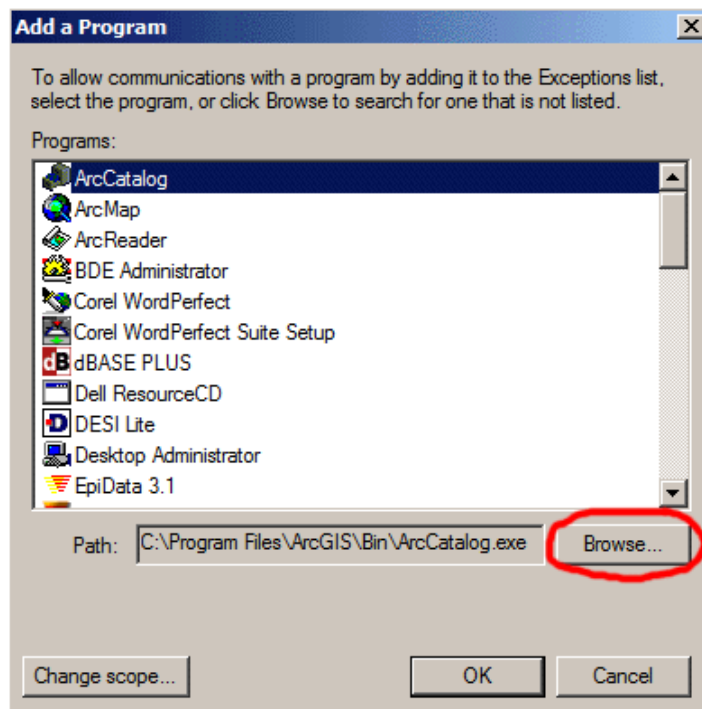 Add a Program
To allow communications with a program by adding it to the Exceptions list,
select the program, or click Browse to search for one that is not listed.
Programs:
ArcCatalog
ArcMap
ArcReader
BDE Administrator
Corel WordPerfect
Corel WordPerfect Suite Setup
dB dBASE PLUS
Dell ResourceCD
D DESI Lite
Desktop Administrator
EpiData 3.1
Path: C:\Program Files\ArcGIS\Bin\ArcCatalog.exe Browse...
Change scope... OK Cancel